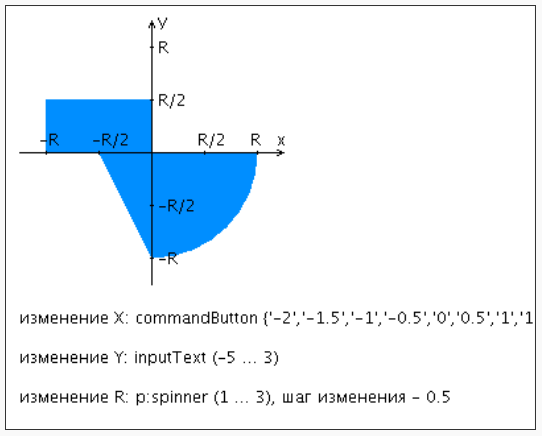 y
R
R/2
-R
-R/2
R/2
R
x
-R/2
-R
изменение X: commandButton {'-2','-1.5','-1','-0.5','0','0.5','1','1
изменение Y: inputText (-5 ... 3)
изменение R: p:spinner (1 ... 3), шаг изменения - 0.5